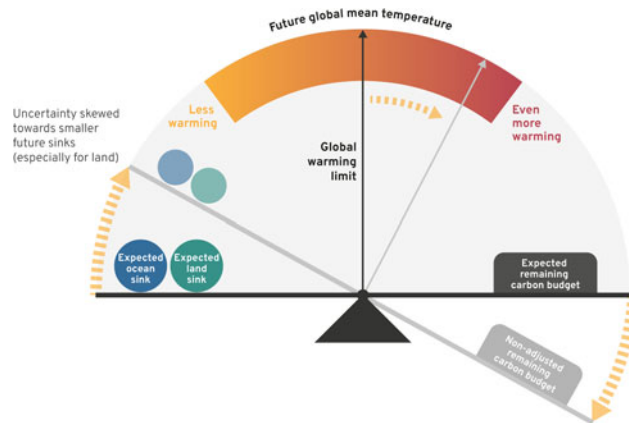 Future global mean temperature
Uncertainty skewed
towards smaller
future sinks
(especially for land)
Less
warming
Even
more
warming
Global
warming
limit
Expected
ocean
sink
Expected
land
sink
Expected
remaining
carbon budget
Non-adjusted
remaining
carbon budget